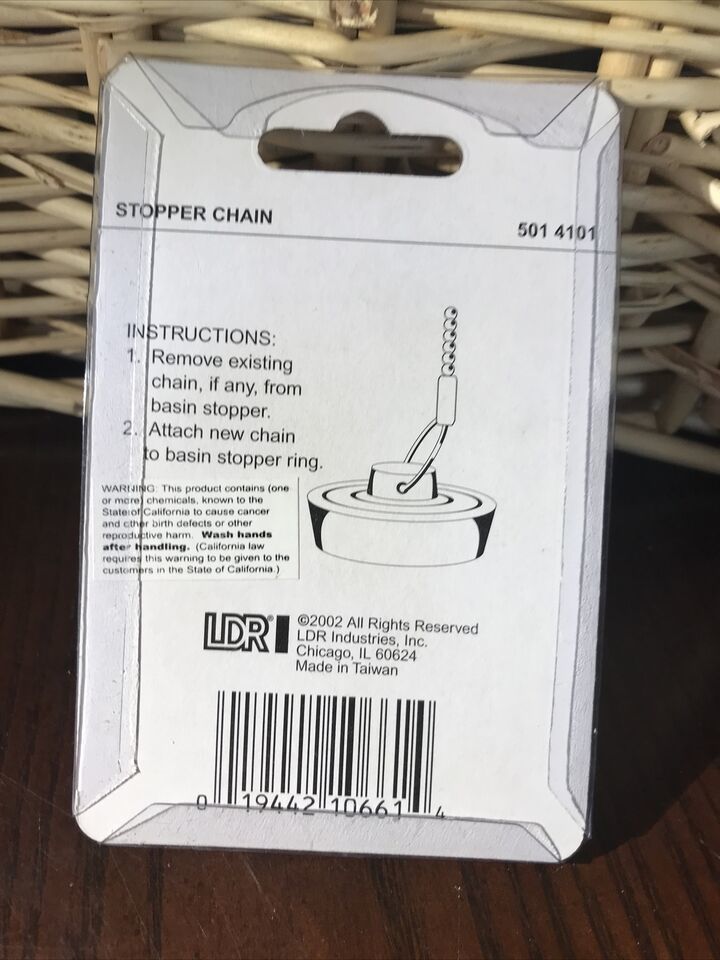 STOPPER CHAIN
501 4101
INSTRUCTIONS:
1. Remove existing
chain, if any, from
basin stopper.
2. Attach new chain
to basin stopper ring.
WARNING: This product contains (one
or more) chemicals, known to the
State of California to cause cancer
and other birth defects or other
reproductive harm. Wash hands
after handling. (California law
requires this warning to be given to the
customers in the State of California.)
LDR®
©2002 All Rights Reserved
LDR Industries, Inc.
Chicago, IL 60624
Made in Taiwan
0 19442 10661 4